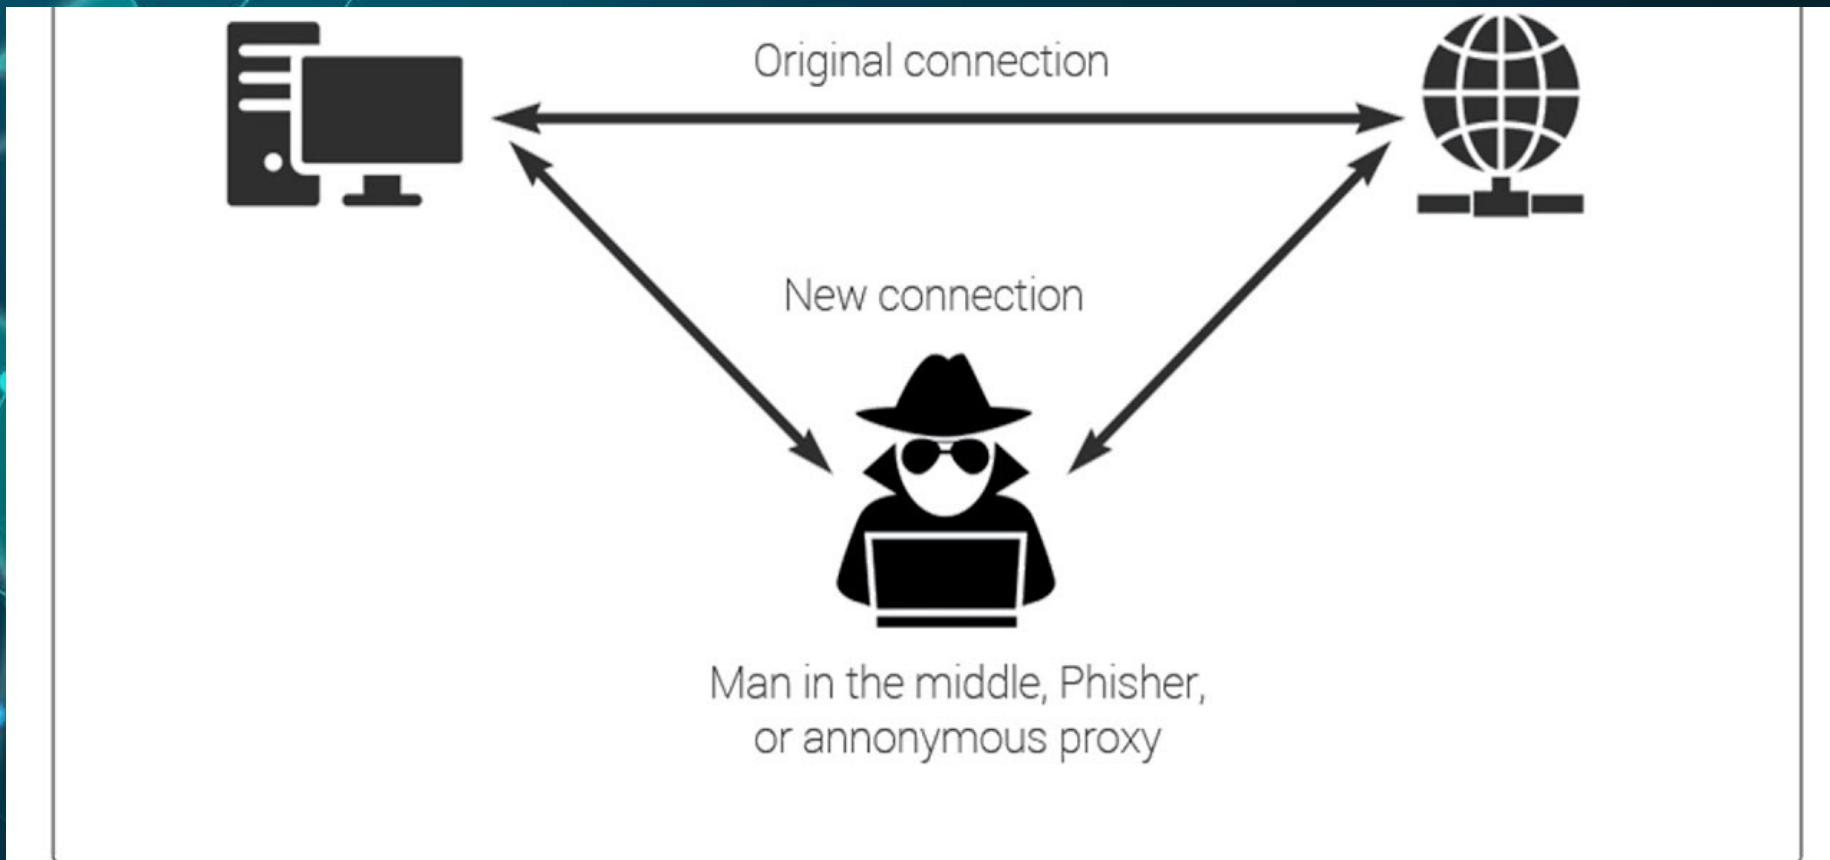 Original connection
New connection
Man in the middle, Phisher,
or annonymous proxy